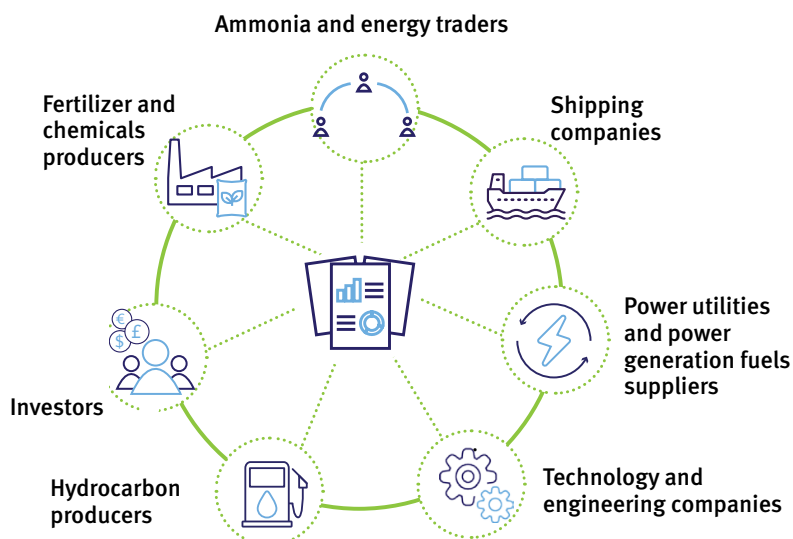 Ammonia and energy traders
Fertilizer and
chemicals
producers
Shipping
companies
Power utilities
and power
generation fuels
suppliers
€
£
$
Investors
Hydrocarbon
producers
Technology and
engineering companies